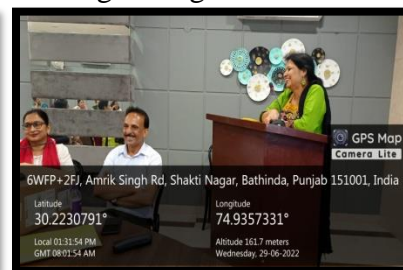 GPS Map
Camera Lite
6WFP+2FJ, Amrik Singh Rd, Shakti Nagar, Bathinda, Punjab 151001, India
Latitude
30.2230791°
Longitude
74.9357331°
Local 01:31:54 PM
GMT 08:01:54 AM
Altitude 161.7 meters
Wednesday, 29-06-2022